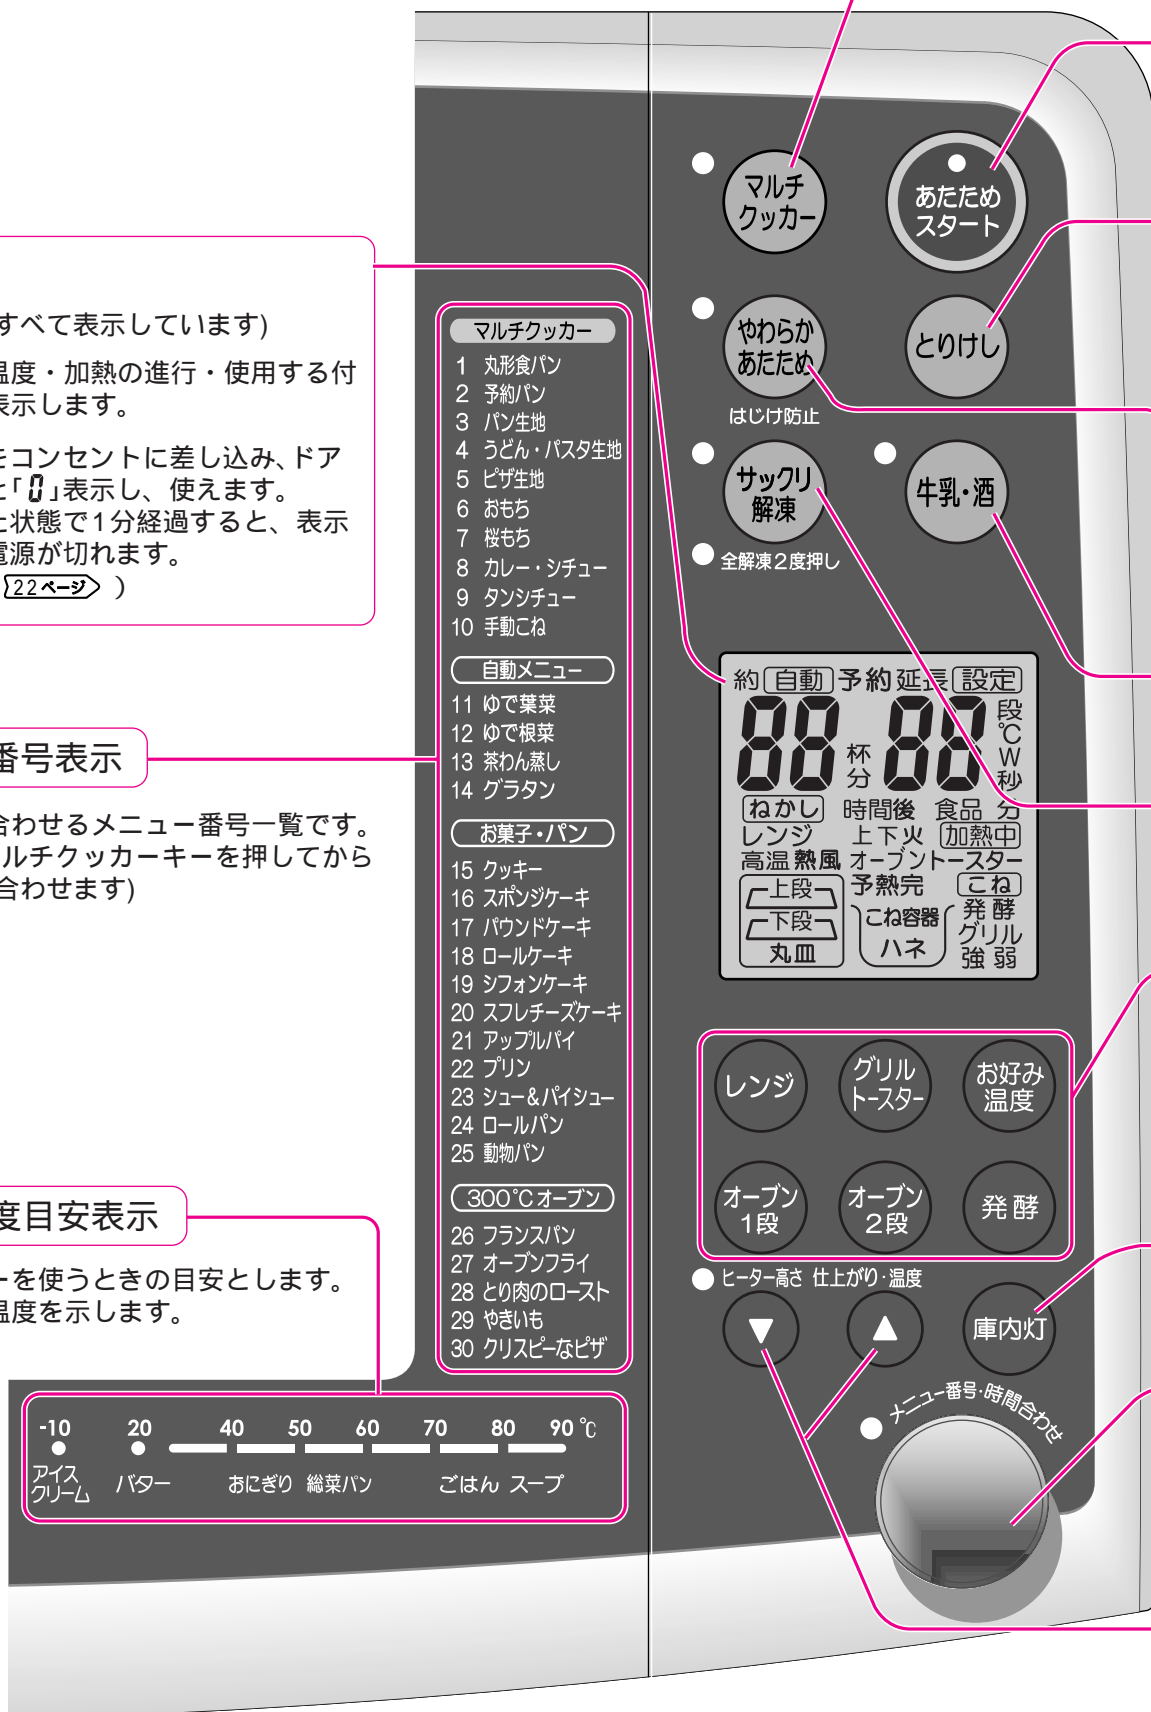 すべて表示しています)
温度・加熱の進行・使用する付
表示します。
をコンセントに差し込み、ドア
と「0」表示し、使えます。
た状態で1分経過すると、表示
電源が切れます。
22ページ )
番号表示
合わせるメニュー番号一覧です。
ルチクッカーキーを押してから
合わせます)
度目安表示
ーを使うときの目安とします。
温度を示します。
マルチクッカー
1 丸形食パン
2 予約パン
3 パン生地
4 うどん・パスタ生地
5 ピザ生地
6 おもち
7 桜もち
8 カレー・シチュー
9 タンシチュー
10 手動こね
自動メニュー
11 ゆで葉菜
12 ゆで根菜
13 茶わん蒸し
14 グラタン
お菓子・パン
15 クッキー
16 スポンジケーキ
17 パウンドケーキ
18 ロールケーキ
19 シフォンケーキ
20 スフレチーズケーキ
21 アップルパイ
22 プリン
23 シュー&パイシュー
24 ロールパン
25 動物パン
300℃オーブン
26 フランスパン
27 オーブンフライ
28 とり肉のロースト
29 やきいも
30 クリスピーなピザ
-10 20 40 50 60 70 80 90℃
アイス
クリーム
バター おにぎり 総菜パン ごはん スープ
マルチ
クッカー
あたため
スタート
やわらか
あたため
はじけ防止
とりけし
サックリ
解凍
全解凍2度押し
牛乳・酒
約 自動 予約 延長 設定
88 杯 分 88 段 ℃ W 秒
ねかし 時間後 食品 分
レンジ 上下火 加熱中
高温 熱風 オーブントースター
上段 予熱完 こね
下段 こね容器 発酵
グリル
丸皿 ハネ 強 弱
レンジ
グリル
トースター
お好み
温度
オーブン
1段
オーブン
2段
発酵
ヒーター高さ 仕上がり・温度
▼ ▲
庫内灯
メニュー番号・時間合わせ